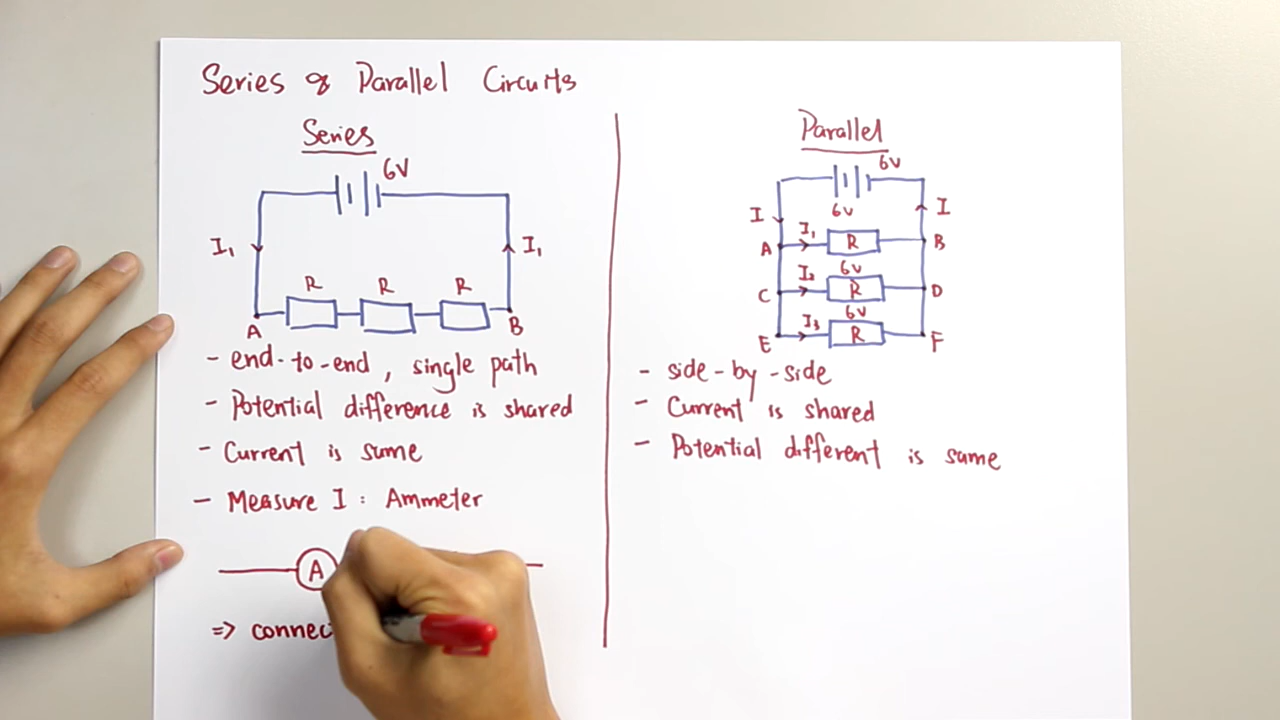 Series & Parallel Circuits
Series
6V
I₁ I₁
R R R
A B
- end-to-end, single path
- Potential difference is shared
- Current is same
- Measure I : Ammeter
A
=> connec
Parallel
6V
I 6V I
A I₁ R B
6V
C I₂ R D
6V
E I₃ R F
- side-by-side
- Current is shared
- Potential different is same